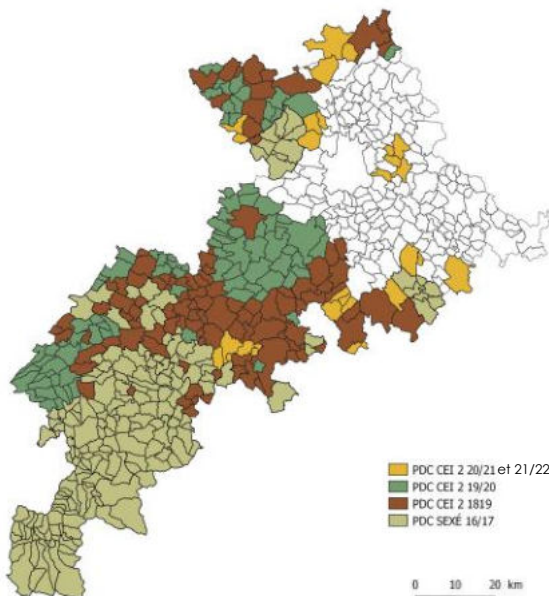 PDC CEI 2 20/21 et 21/22
PDC CEI 2 19/20
PDC CEI 2 1819
PDC SEXÉ 16/17
0 10 20 km